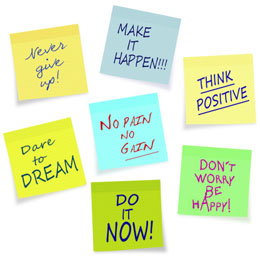 Never
give
up!
MAKE
IT
HAPPEN!!!
THINK
POSITIVE
Dare
to
DREAM
NO PAIN
NO
GAIN
DON'T
WORRY
BE
HAPPY!
DO
IT
NOW!